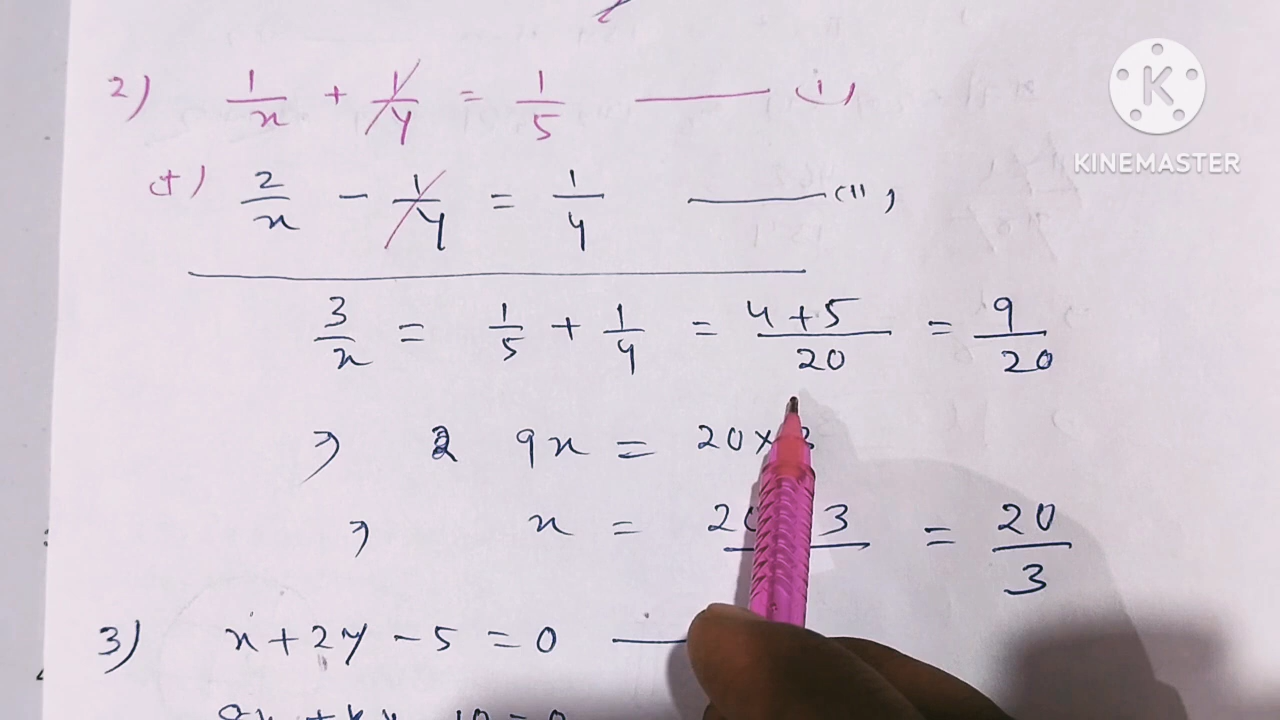 2) 1/x + 1/y = 1/5 ——— (i)
KINEMASTER
(+) 2/x − 1/y = 1/4 ——— (ii)
3/x = 1/5 + 1/4 = 4+5/20 = 9/20
⇒ 9x = 20×
⇒ x = 3 = 20/3
3) x + 2y − 5 = 0 ——